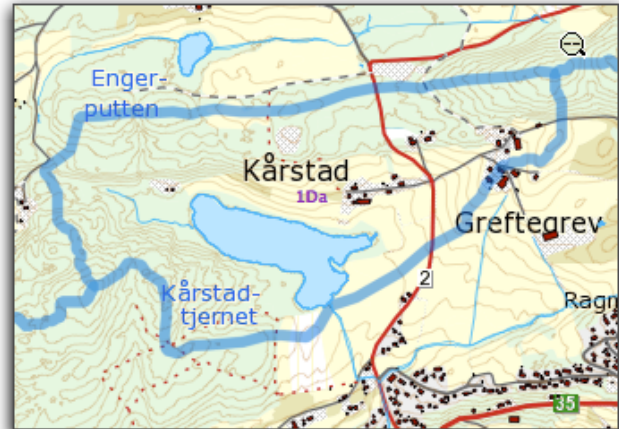 Enger-
putten
Kårstad
1Da
Greftegrev
Kårstad-
tjernet
2
Ragn
35